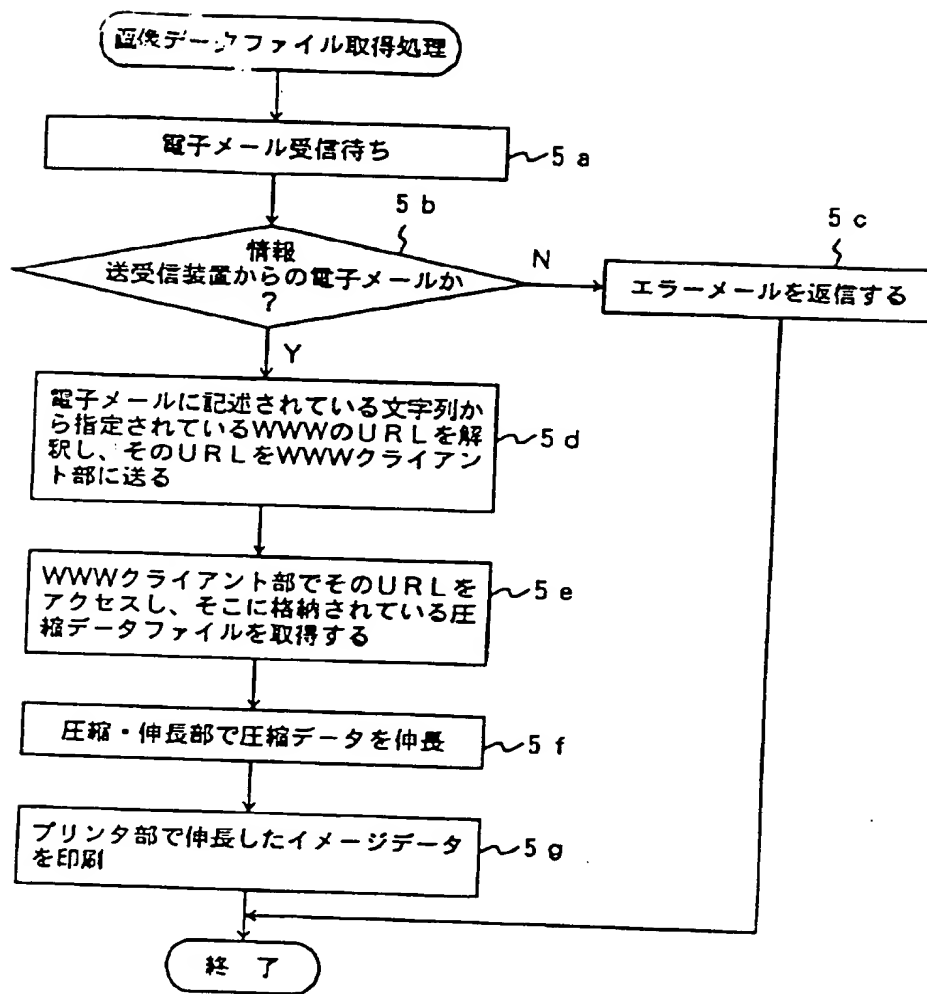 画像データファイル取得処理
電子メール受信待ち
5a
5b
情報
送受信装置からの電子メールか
?
N
Y
5c
エラーメールを返信する
電子メールに記述されている文字列か
ら指定されているWWWのURLを解
釈し、そのURLをWWWクライアン
ト部に送る
5d
WWWクライアント部でそのURLを
アクセスし、そこに格納されている圧
縮データファイルを取得する
5e
圧縮・伸長部で圧縮データを伸長
5f
プリンタ部で伸長したイメージデータ
を印刷
5g
終了